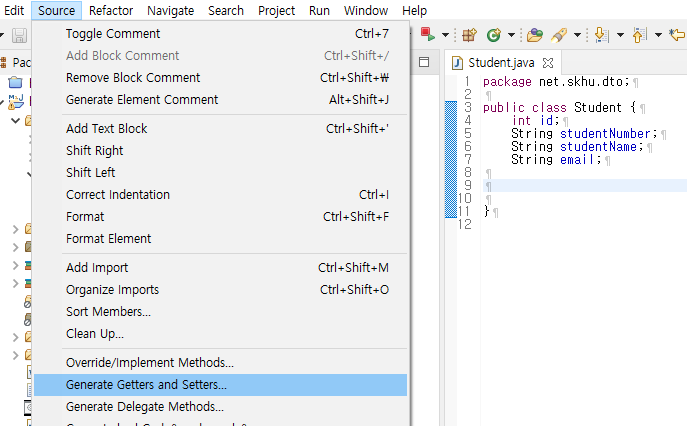 Edit Source Refactor Navigate Search Project Run Window Help
Toggle Comment Ctrl+7
Add Block Comment Ctrl+Shift+/
Remove Block Comment Ctrl+Shift+₩
Generate Element Comment Alt+Shift+J
Add Text Block Ctrl+Shift+'
Shift Right
Shift Left
Correct Indentation Ctrl+I
Format Ctrl+Shift+F
Format Element
Add Import Ctrl+Shift+M
Organize Imports Ctrl+Shift+O
Sort Members...
Clean Up...
Override/Implement Methods...
Generate Getters and Setters...
Generate Delegate Methods...
Student.java
1 package net.skhu.dto;¶
2 ¶
3 public class Student {¶
4 int id;¶
5 String studentNumber;¶
6 String studentName;¶
7 String email;¶
8 ¶
9 ¶
10 ¶
11 }¶
12